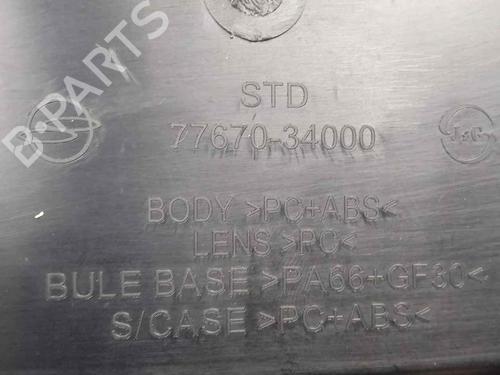 B-PARTS
STD
77670-34000
J&C
BODY >PC+ABS<
LENS >PC<
BULE BASE >PA66+GF30<
S/CASE >PC+ABS<